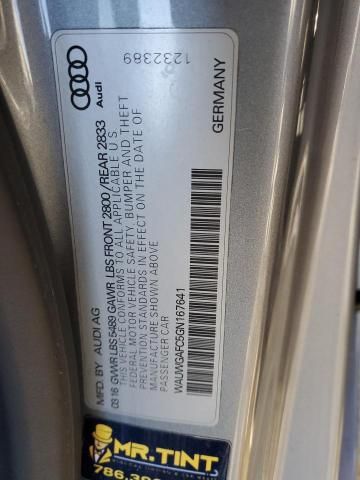 MFD. BY AUDI AG
Audi
03 16 GVWR LBS 5489 GAWR LBS FRONT 2800 / REAR 2833
THIS VEHICLE CONFORMS TO ALL APPLICABLE U.S.
FEDERAL MOTOR VEHICLE SAFETY, BUMPER AND THEFT
PREVENTION STANDARDS IN EFFECT ON THE DATE OF
MANUFACTURE SHOWN ABOVE
PASSENGER CAR
1232389
WAUWGAFC5GN167641
GERMANY
MR.TINT